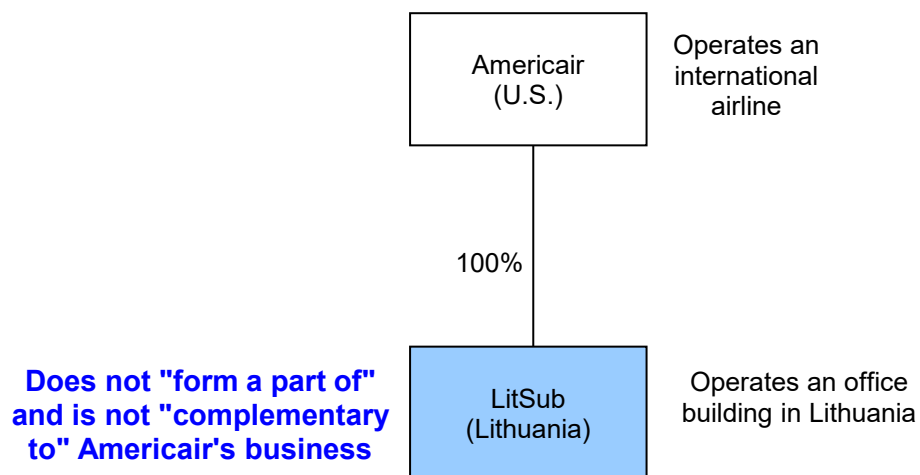 Americair
(U.S.)
Operates an
international
airline
100%
Does not "form a part of"
and is not "complementary
to" Americair's business
LitSub
(Lithuania)
Operates an office
building in Lithuania